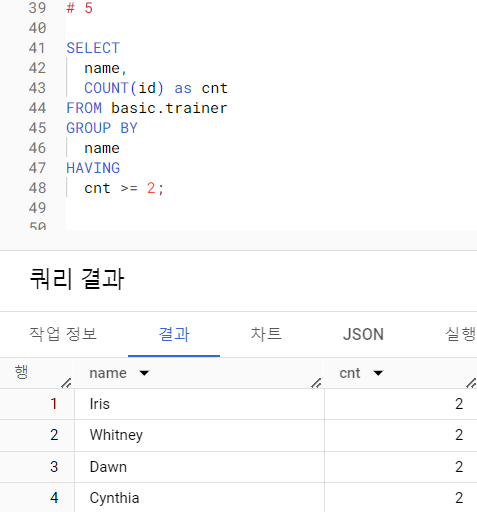 39 # 5
40
41 SELECT
42 name,
43 COUNT(id) as cnt
44 FROM basic.trainer
45 GROUP BY
46 name
47 HAVING
48 cnt >= 2;
49
50
쿼리 결과
작업 정보 결과 차트 JSON 실행
행 name cnt
1 Iris 2
2 Whitney 2
3 Dawn 2
4 Cynthia 2